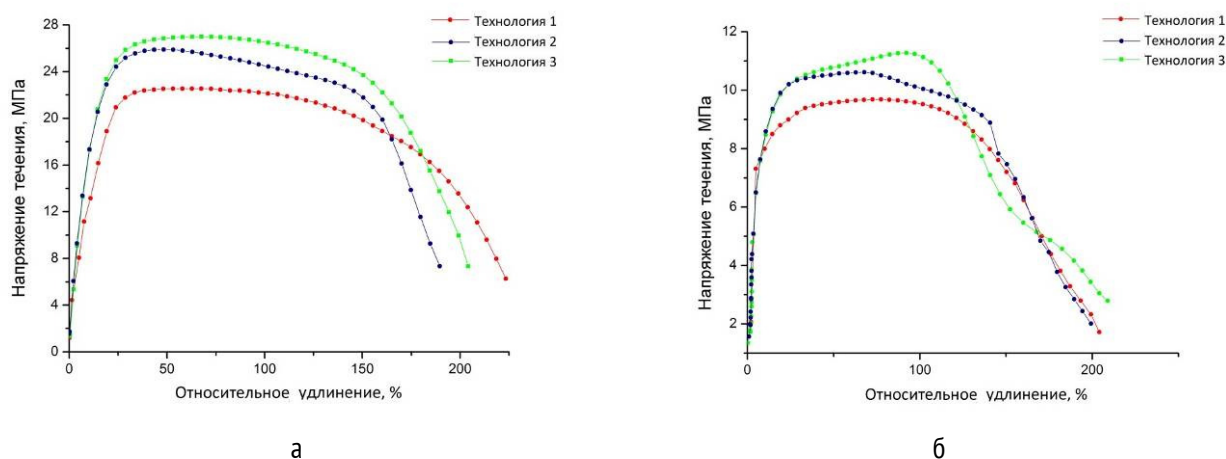 Технология 1
Технология 2
Технология 3
Напряжение течения, МПа
28
24
20
16
12
8
4
0
0
50
100
150
200
Относительное удлинение, %
а
Технология 1
Технология 2
Технология 3
Напряжение течения, МПа
12
10
8
6
4
2
0
100
200
Относительное удлинение, %
б